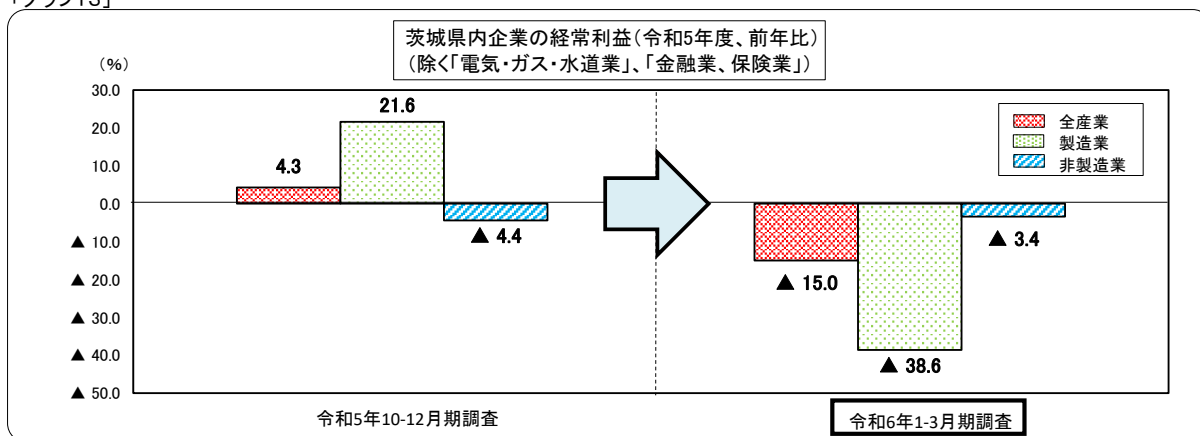 茨城県内企業の経常利益(令和5年度、前年比)
(除く「電気・ガス・水道業」、「金融業、保険業」)
(%)
30.0
20.0
10.0
0.0
▲ 10.0
▲ 20.0
▲ 30.0
▲ 40.0
▲ 50.0
4.3
21.6
▲ 4.4
▲ 15.0
▲ 38.6
▲ 3.4
全産業
製造業
非製造業
令和5年10-12月期調査
令和6年1-3月期調査